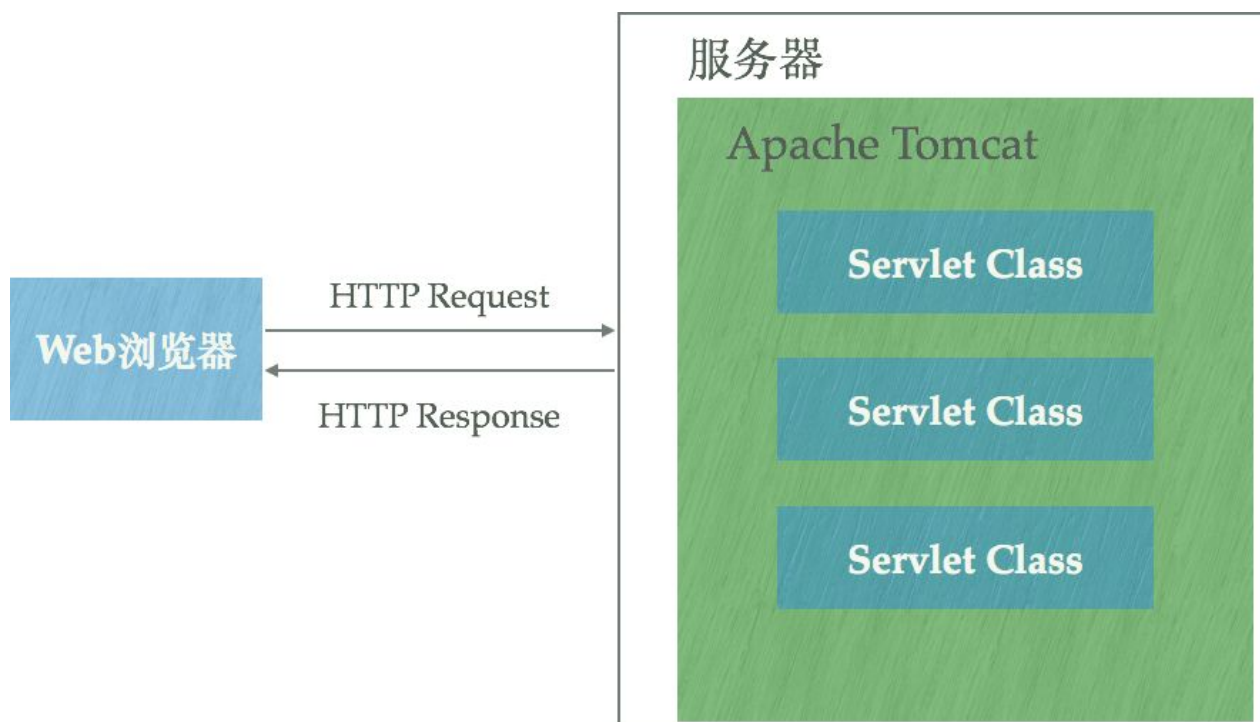 服务器
Apache Tomcat
Servlet Class
HTTP Request
Web浏览器
Servlet Class
HTTP Response
Servlet Class